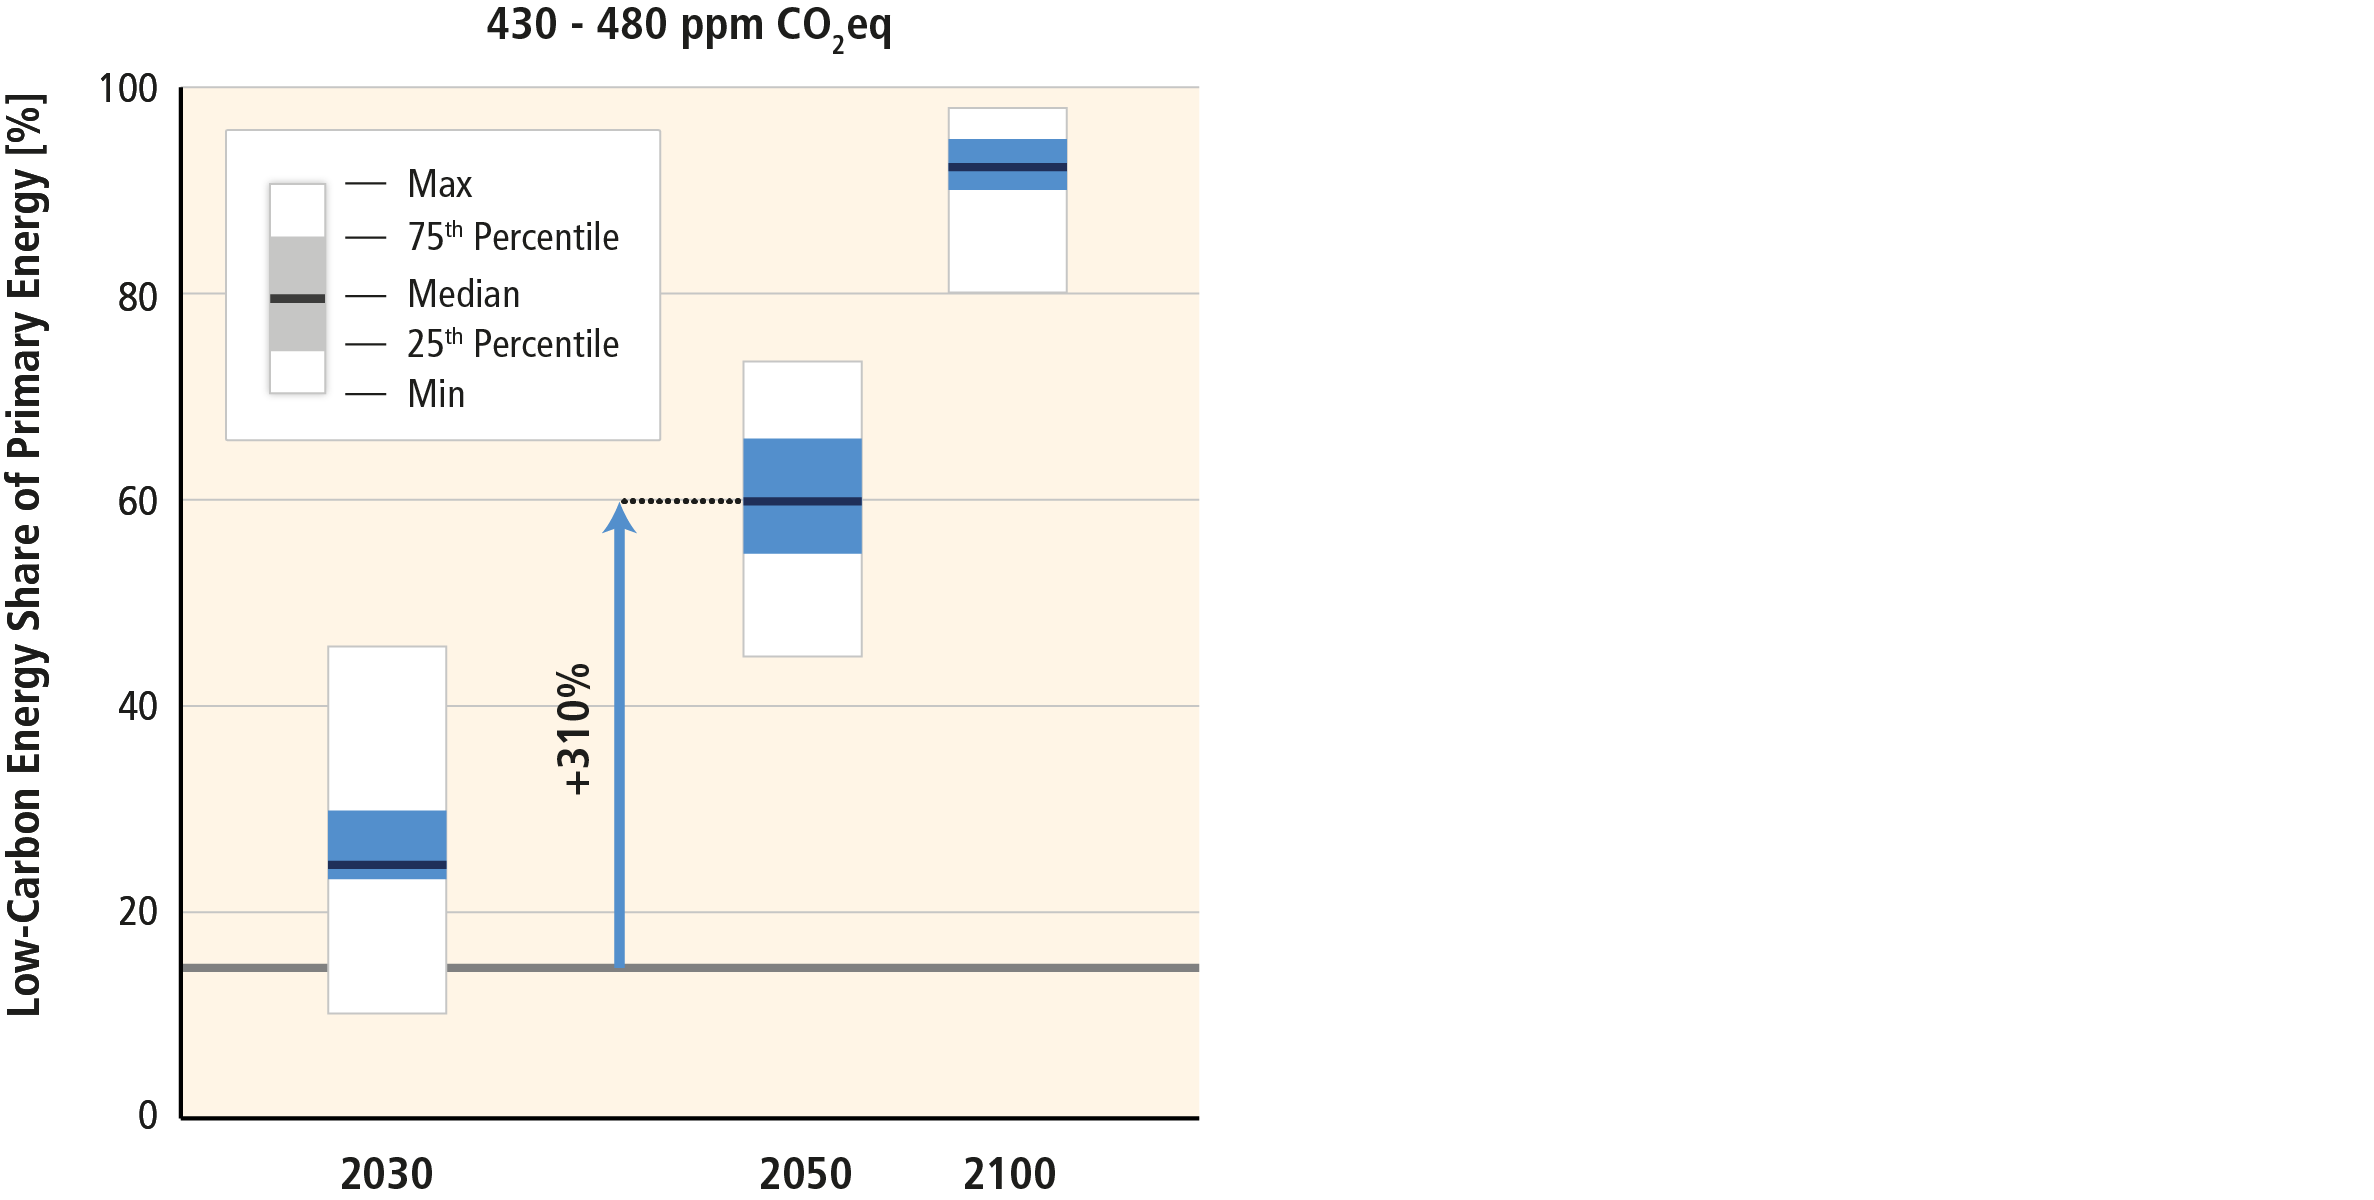 430 - 480 ppm CO₂eq
Low-Carbon Energy Share of Primary Energy [%]
100
80
60
40
20
0
Max
75th Percentile
Median
25th Percentile
Min
+310%
2030
2050
2100